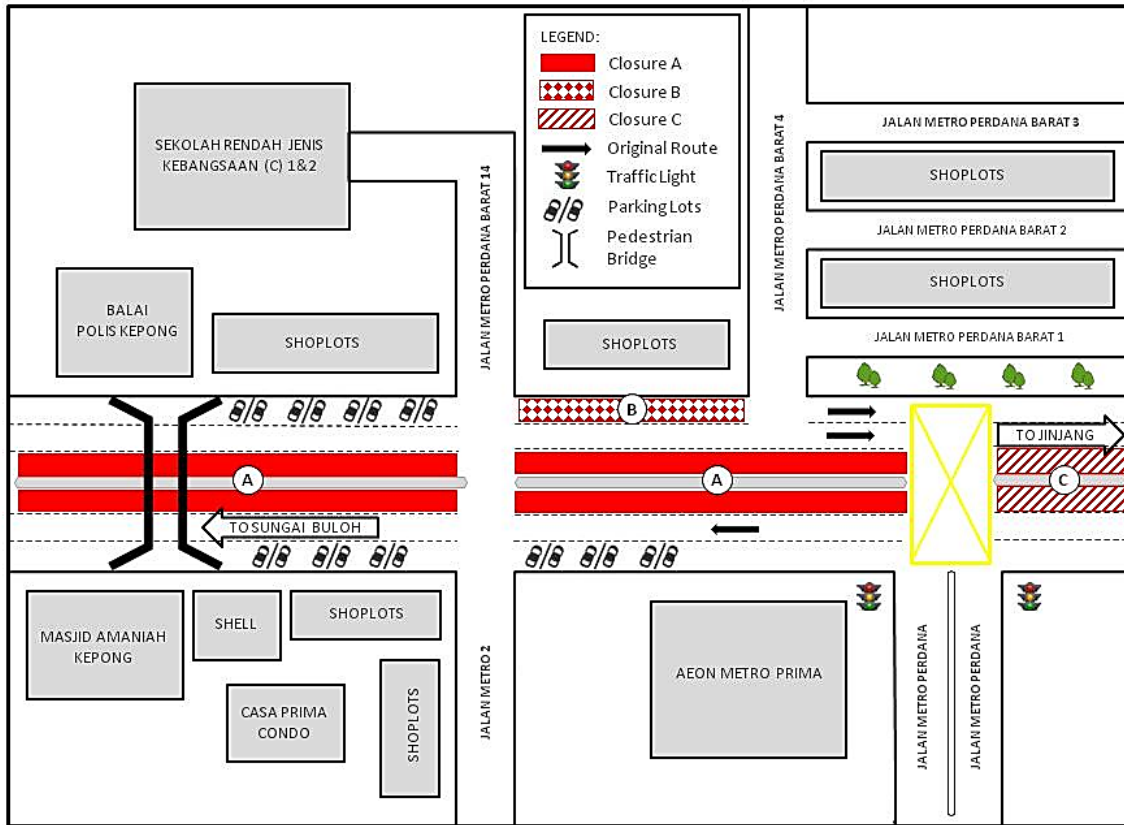 LEGEND:
Closure A
Closure B
Closure C
Original Route
Traffic Light
Parking Lots
Pedestrian
Bridge
SEKOLAH RENDAH JENIS
KEBANGSAAN (C) 1&2
BALAI
POLIS KEPONG
SHOPLOTS
JALAN METRO PERDANA BARAT 14
SHOPLOTS
JALAN METRO PERDANA BARAT 4
JALAN METRO PERDANA BARAT 3
SHOPLOTS
JALAN METRO PERDANA BARAT 2
SHOPLOTS
JALAN METRO PERDANA BARAT 1
B
TO JINJANG
A
A
C
TO SUNGAI BULOH
MASJID AMANIAH
KEPONG
SHELL
SHOPLOTS
CASA PRIMA
CONDO
SHOPLOTS
JALAN METRO 2
AEON METRO PRIMA
JALAN METRO PERDANA
JALAN METRO PERDANA